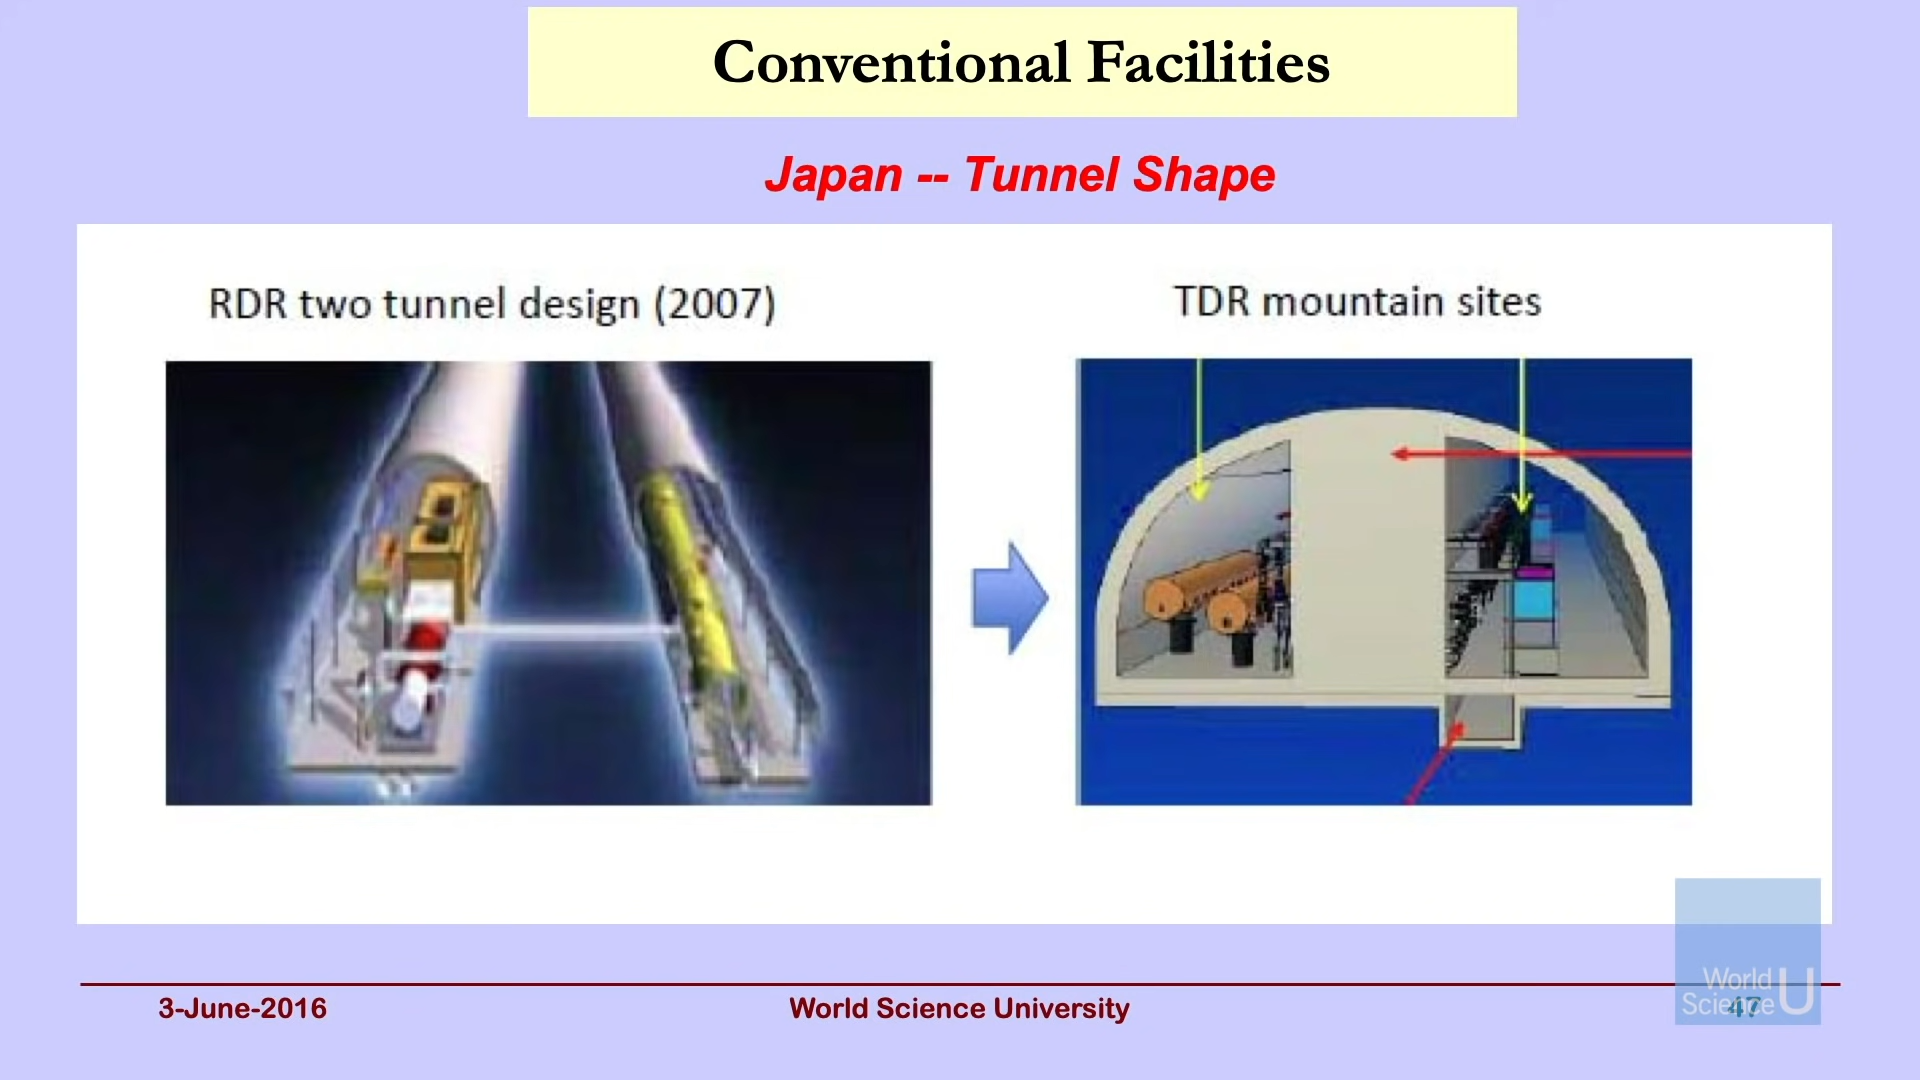 Conventional Facilities
Japan -- Tunnel Shape
RDR two tunnel design (2007)
TDR mountain sites
3-June-2016
World Science University
47
World
Science U